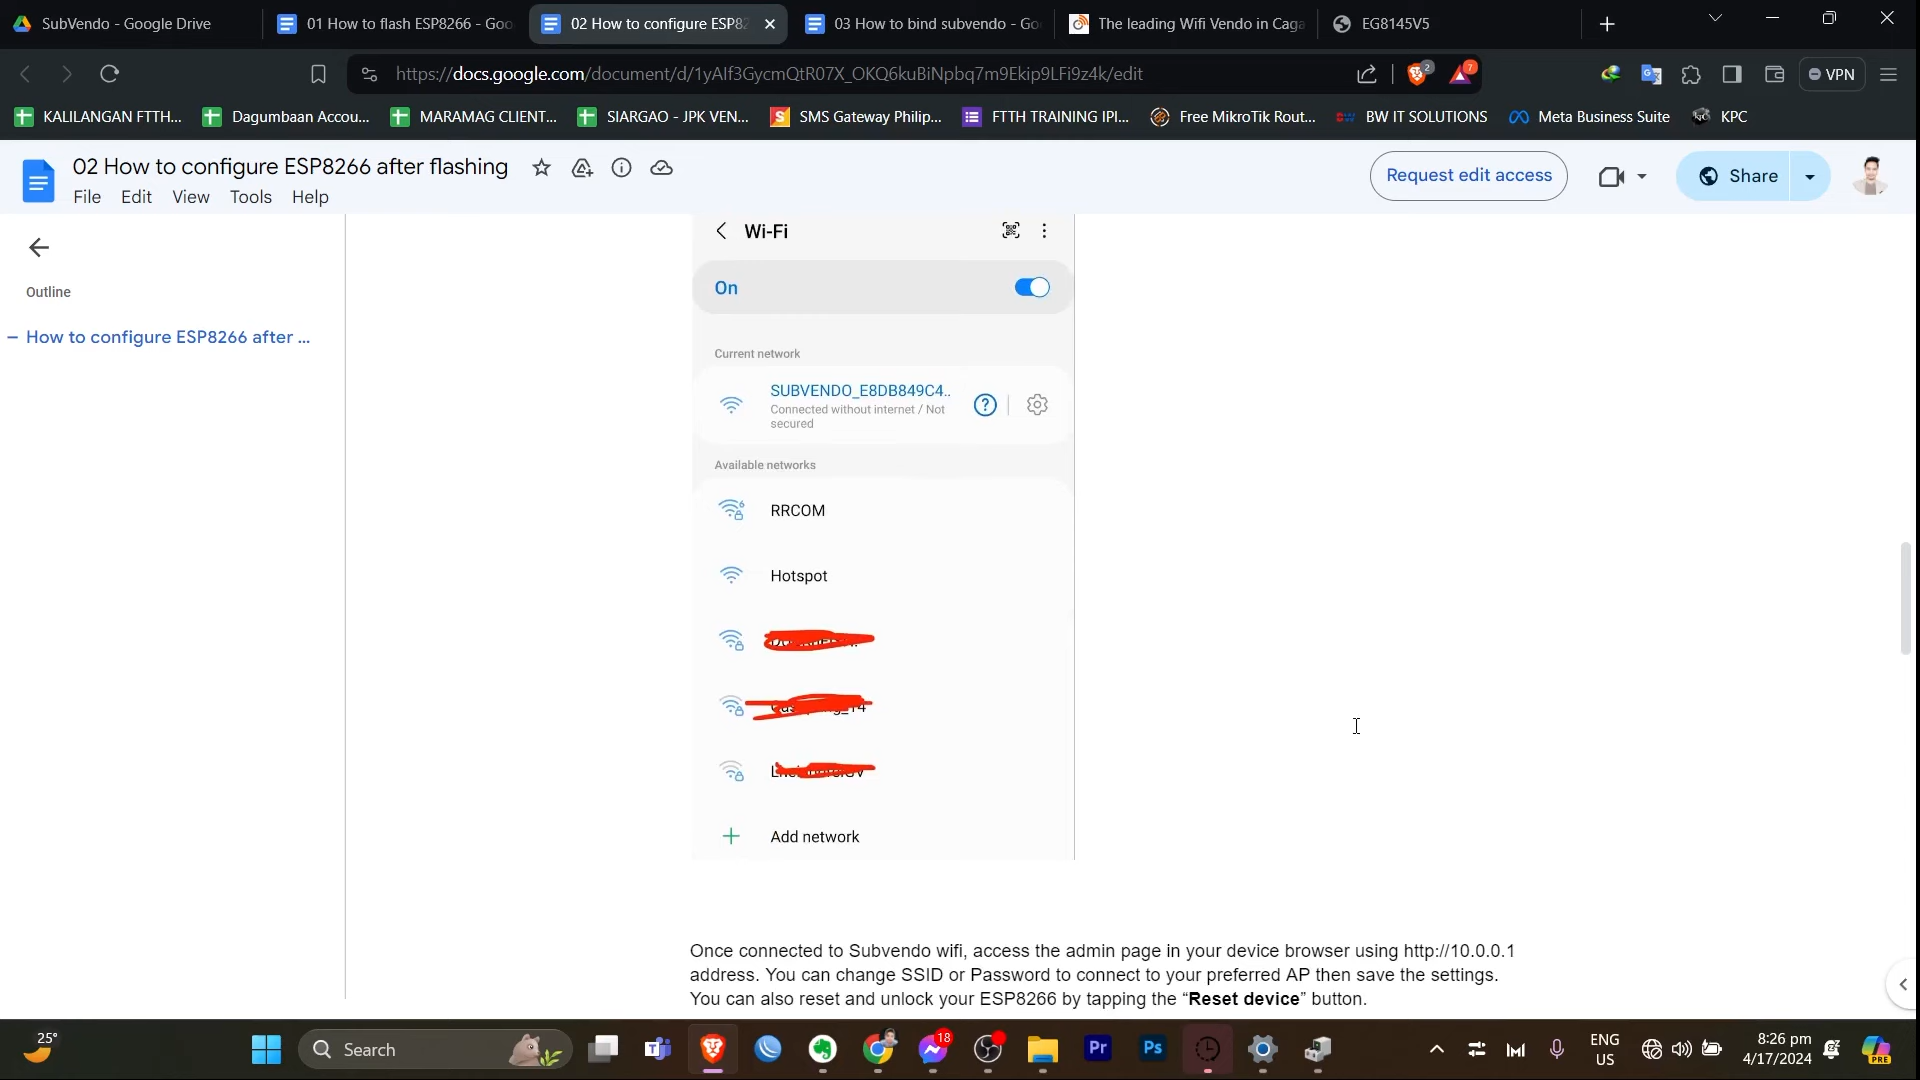 SubVendo - Google Drive
01 How to flash ESP8266 - Goo
02 How to configure ESP82
03 How to bind subvendo - Go
The leading Wifi Vendo in Caga
EG8145V5
https://docs.google.com/document/d/1yAIf3GycmQtR07X_OKQ6kuBiNpbq7m9Ekip9LFi9z4k/edit
2
7
VPN
KALILANGAN FTTH...
Dagumbaan Accou...
MARAMAG CLIENT...
SIARGAO - JPK VEN...
SMS Gateway Philip...
FTTH TRAINING IPI...
Free MikroTik Rout...
BW IT SOLUTIONS
Meta Business Suite
KPC
02 How to configure ESP8266 after flashing
File Edit View Tools Help
Request edit access
Share
Outline
How to configure ESP8266 after ...
Wi-Fi
On
Current network
SUBVENDO_E8DB849C4..
Connected without internet / Not
secured
Available networks
RRCOM
Hotspot
Add network
Once connected to Subvendo wifi, access the admin page in your device browser using http://10.0.0.1
address. You can change SSID or Password to connect to your preferred AP then save the settings.
You can also reset and unlock your ESP8266 by tapping the “Reset device” button.
25°
Search
18
Pr
Ps
ENG
US
8:26 pm
4/17/2024
PRE